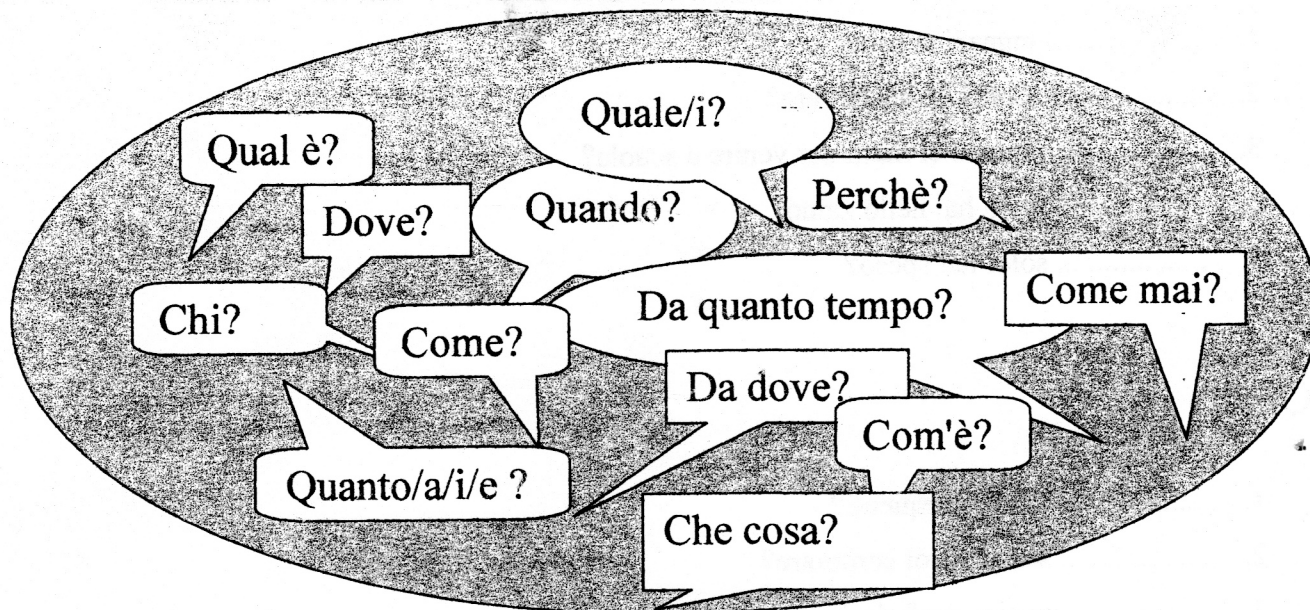 Quale/i?
Qual è?
Perchè?
Dove?
Quando?
Come mai?
Chi?
Da quanto tempo?
Come?
Da dove?
Com'è?
Quanto/a/i/e ?
Che cosa?